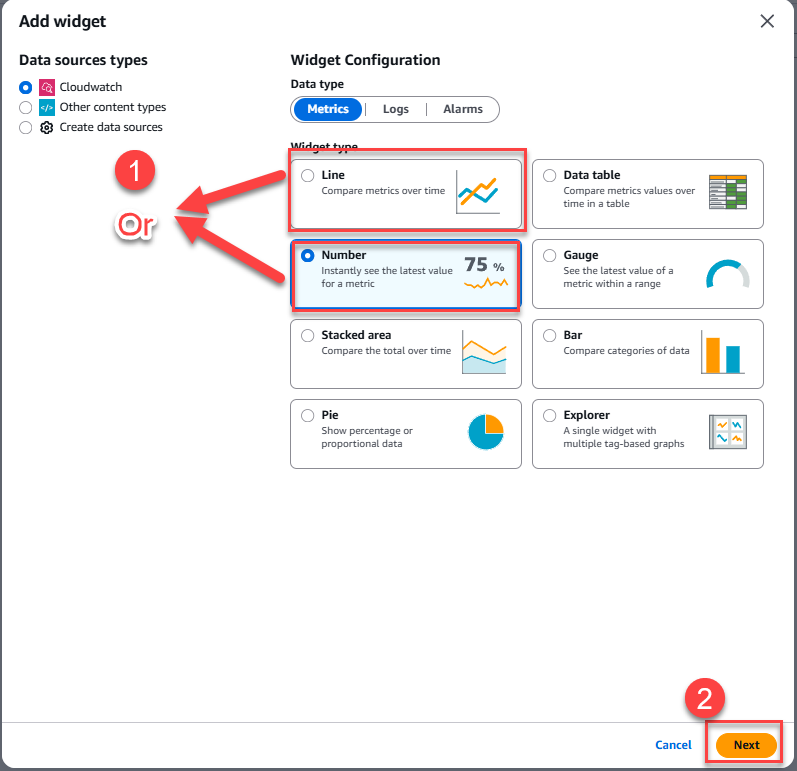 Add widget
Data sources types
Cloudwatch
Other content types
Create data sources
1
Or
Widget Configuration
Data type
Metrics
Logs
Alarms
Widget type
Line
Compare metrics over time
Data table
Compare metrics values over
time in a table
Number
Instantly see the latest value
for a metric
75 %
Gauge
See the latest value of a
metric within a range
Stacked area
Compare the total over time
Bar
Compare categories of data
Pie
Show percentage or
proportional data
Explorer
A single widget with
multiple tag-based graphs
2
Cancel
Next